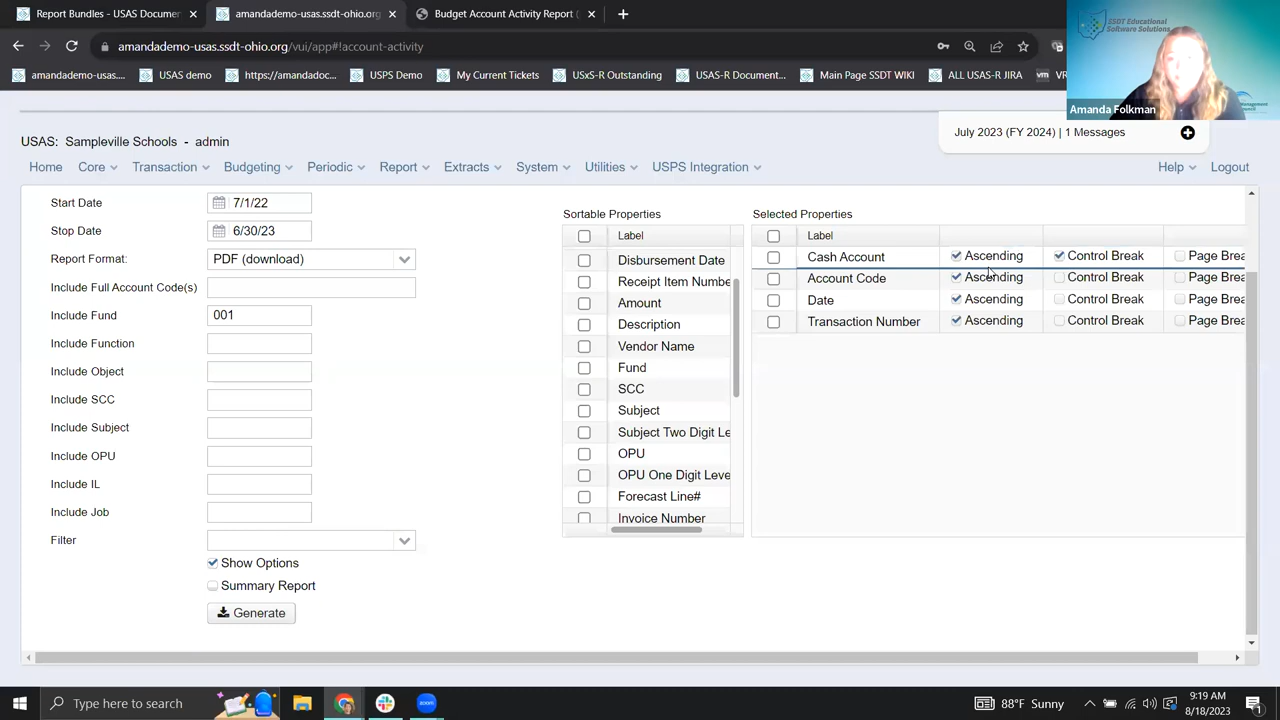 Report Bundles - USAS Documen
amandademo-usas.ssdt-ohio.org
Budget Account Activity Report (
amandademo-usas.ssdt-ohio.org/vui/app#!account-activity
amandademo-usas....
USAS demo
https://amandadoc...
USPS Demo
My Current Tickets
USxS-R Outstanding
USAS-R Document...
Main Page SSDT WIKI
ALL USAS-R JIRA
VR
SSDT Educational
Software Solutions
Amanda Folkman
USAS: Sampleville Schools - admin
July 2023 (FY 2024) | 1 Messages
Home Core Transaction Budgeting Periodic Report Extracts System Utilities USPS Integration Help Logout
Start Date 7/1/22
Stop Date 6/30/23
Report Format: PDF (download)
Include Full Account Code(s)
Include Fund 001
Include Function
Include Object
Include SCC
Include Subject
Include OPU
Include IL
Include Job
Filter
Show Options
Summary Report
Generate
Sortable Properties
Label
Disbursement Date
Receipt Item Numbe
Amount
Description
Vendor Name
Fund
SCC
Subject
Subject Two Digit Le
OPU
OPU One Digit Leve
Forecast Line#
Invoice Number
Selected Properties
Label
Cash Account Ascending Control Break Page Brea
Account Code Ascending Control Break Page Brea
Date Ascending Control Break Page Brea
Transaction Number Ascending Control Break Page Brea
Type here to search
88°F Sunny
9:19 AM
8/18/2023
1